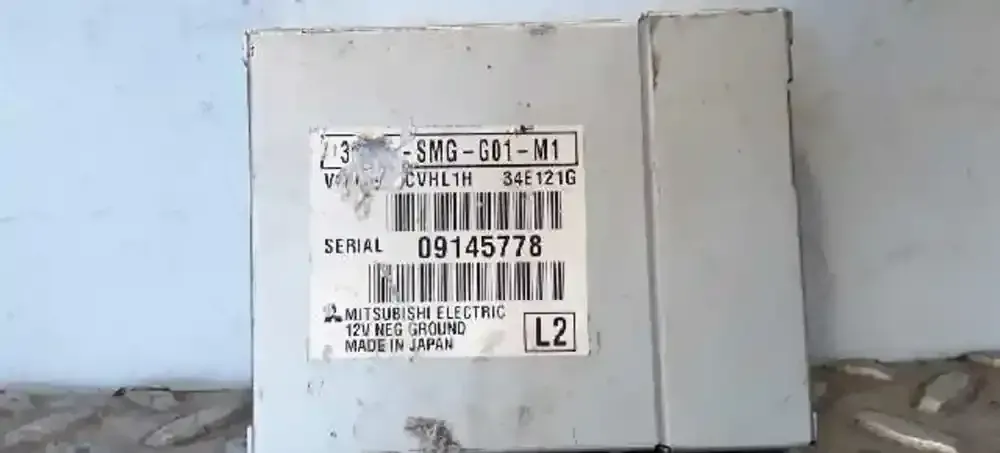 -SMG-G01-M1
CVHL1H 34E121G
SERIAL 09145778
MITSUBISHI ELECTRIC
12V NEG GROUND
MADE IN JAPAN
L2